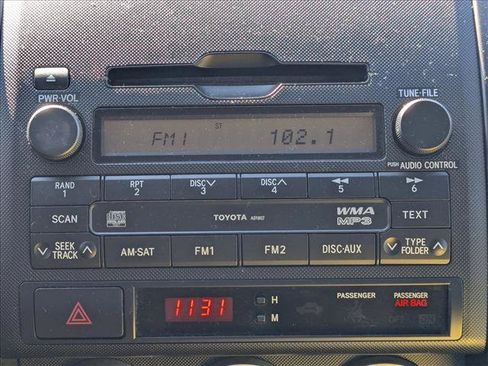 PWR·VOL
TUNE·FILE
ST
FM1 102.1
PUSH AUDIO CONTROL
RAND RPT DISC DISC
1 2 3 4 5 6
SCAN
TOYOTA
WMA
MP3
TEXT
SEEK
TRACK
AM·SAT FM1 FM2 DISC·AUX
TYPE
FOLDER
1131
H
M
PASSENGER
PASSENGER
AIR BAG